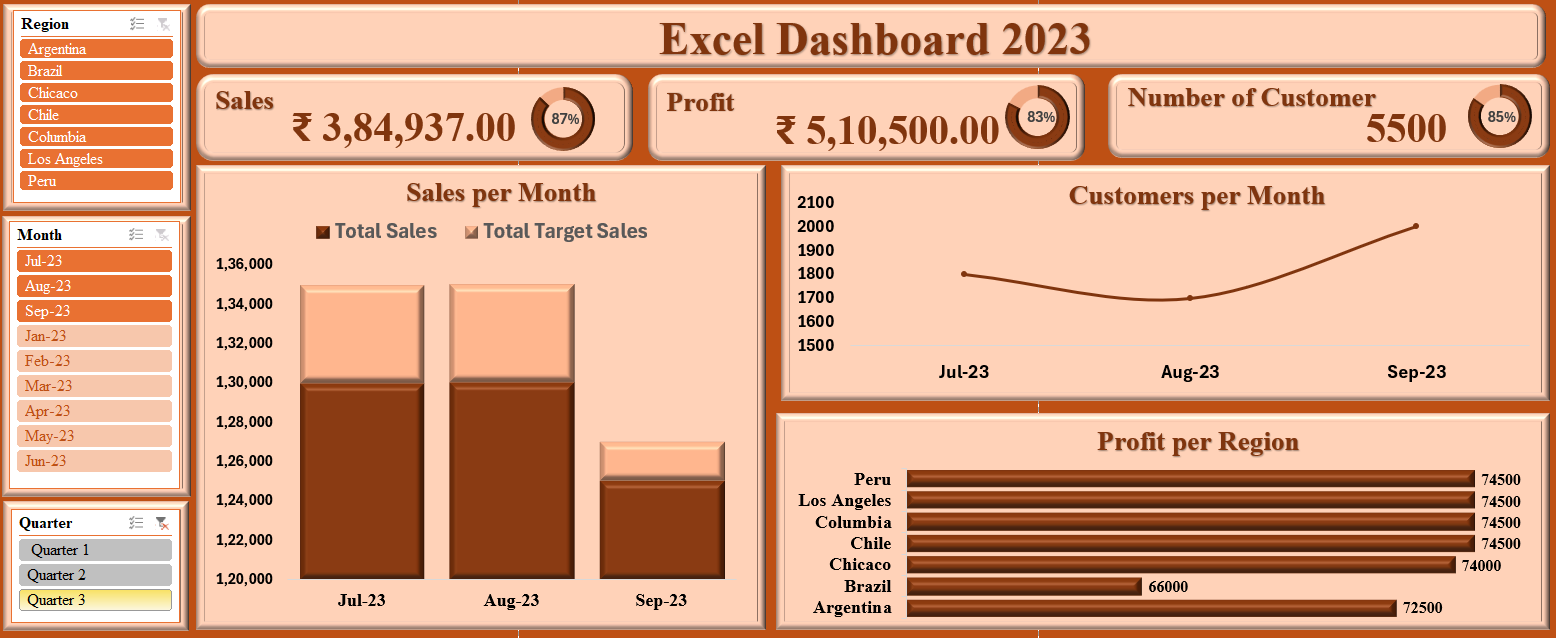 Region
Argentina
Brazil
Chicaco
Chile
Columbia
Los Angeles
Peru
Month
Jul-23
Aug-23
Sep-23
Jan-23
Feb-23
Mar-23
Apr-23
May-23
Jun-23
Quarter
Quarter 1
Quarter 2
Quarter 3
Excel Dashboard 2023
Sales
₹ 3,84,937.00
87%
Profit
₹ 5,10,500.00
83%
Number of Customer
5500
85%
Sales per Month
Total Sales Total Target Sales
1,36,000
1,34,000
1,32,000
1,30,000
1,28,000
1,26,000
1,24,000
1,22,000
1,20,000
Jul-23 Aug-23 Sep-23
Customers per Month
2100
2000
1900
1800
1700
1600
1500
Jul-23 Aug-23 Sep-23
Profit per Region
Peru 74500
Los Angeles 74500
Columbia 74500
Chile 74500
Chicaco 74000
Brazil 66000
Argentina 72500